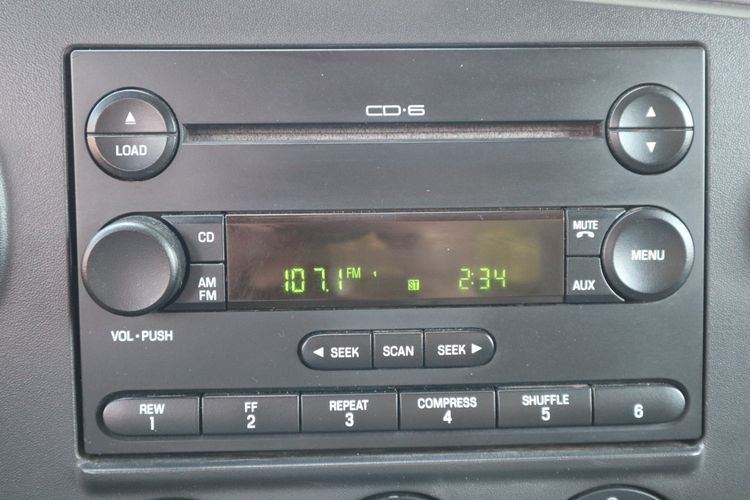 CD·6
LOAD
CD
MUTE
MENU
AM
FM
107.1 FM ST 2:34
AUX
VOL·PUSH
SEEK SCAN SEEK
REW FF REPEAT COMPRESS SHUFFLE
1 2 3 4 5 6